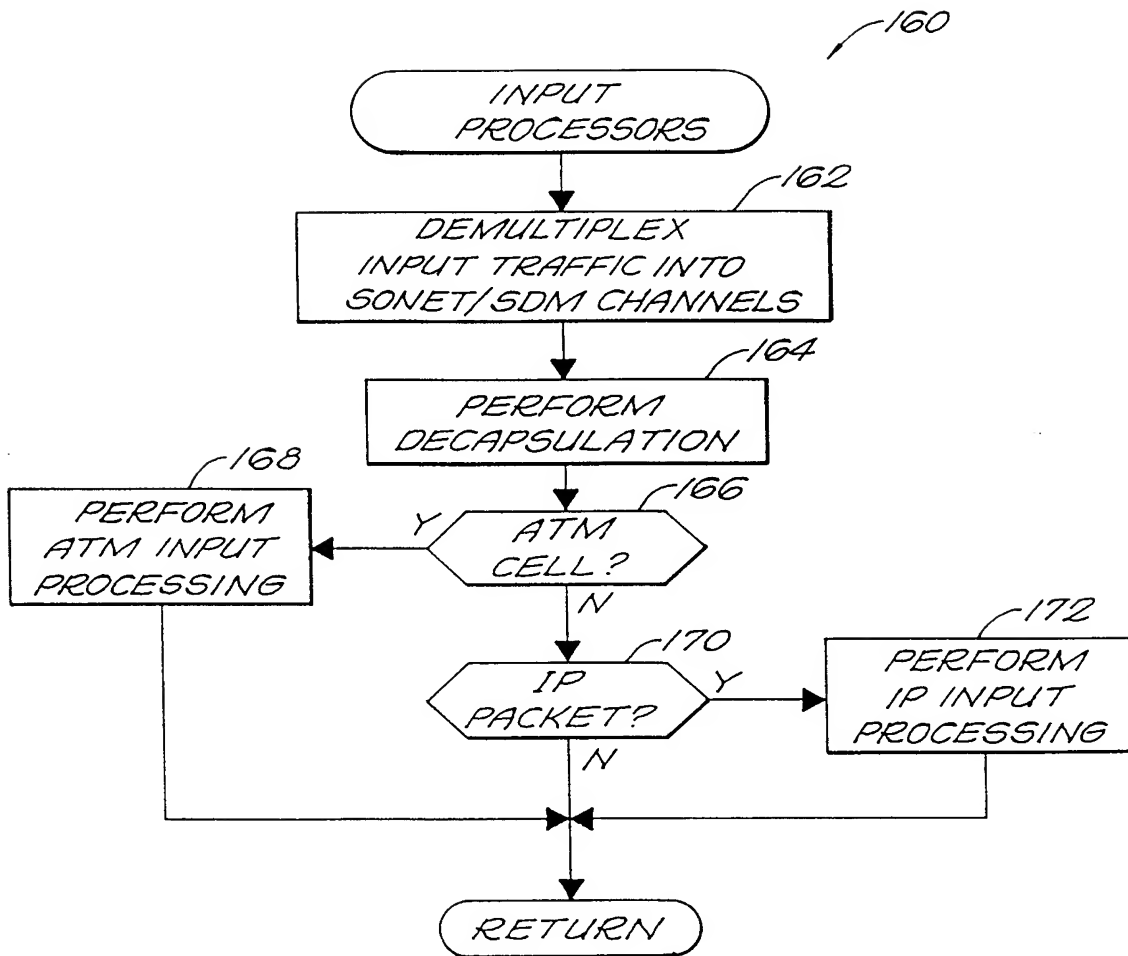 160
INPUT
PROCESSORS
162
DEMULTIPLEX
INPUT TRAFFIC INTO
SONET/SDM CHANNELS
164
PERFORM
DECAPSULATION
168
PERFORM
ATM INPUT
PROCESSING
Y
166
ATM
CELL?
N
170
IP
PACKET?
Y
N
172
PERFORM
IP INPUT
PROCESSING
RETURN